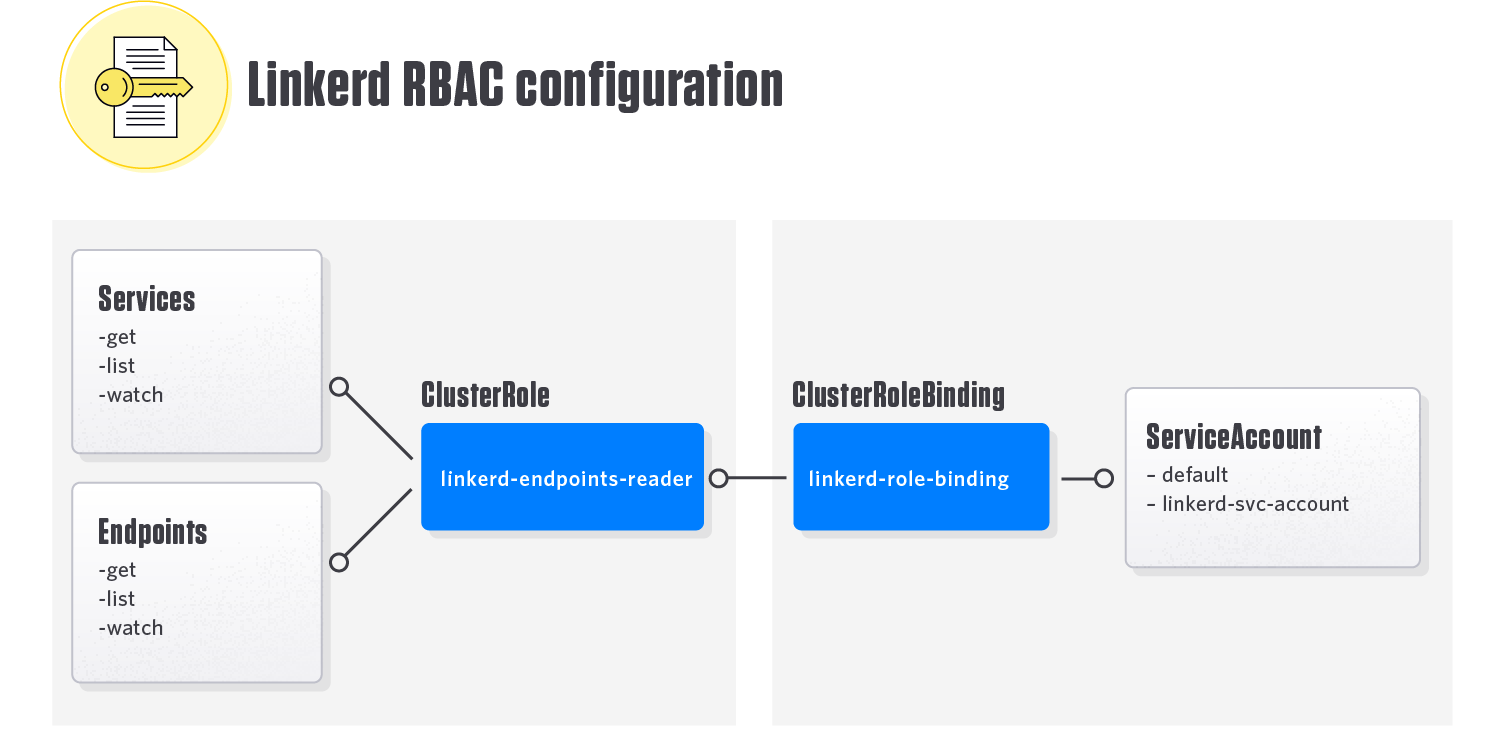 Linkerd RBAC configuration
Services
-get
-list
-watch
Endpoints
-get
-list
-watch
ClusterRole
linkerd-endpoints-reader
ClusterRoleBinding
linkerd-role-binding
ServiceAccount
– default
– linkerd-svc-account